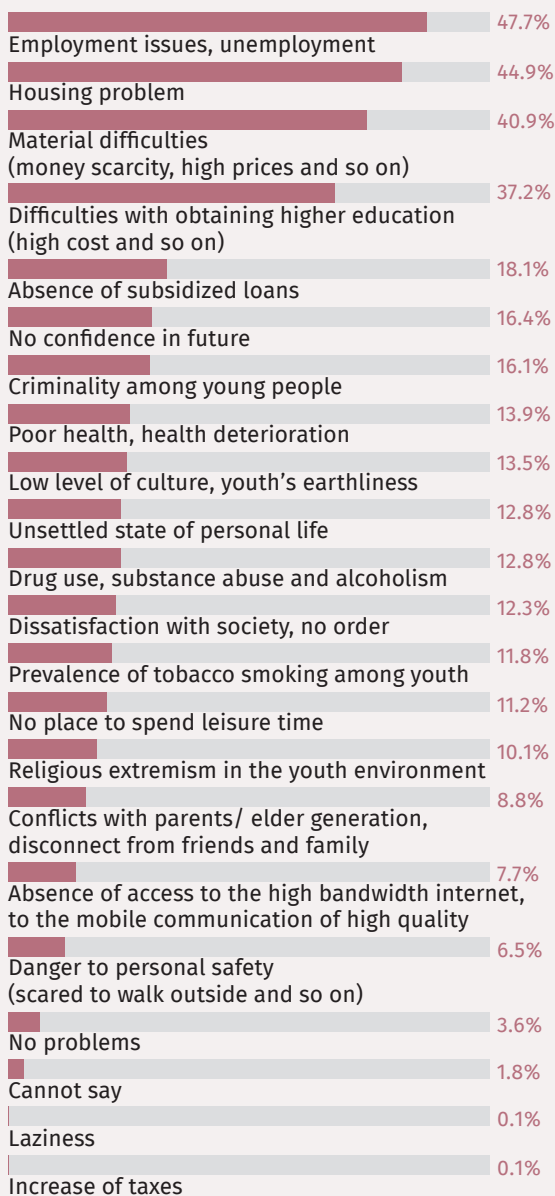 47.7%
Employment issues, unemployment
44.9%
Housing problem
40.9%
Material difficulties
(money scarcity, high prices and so on)
37.2%
Difficulties with obtaining higher education
(high cost and so on)
18.1%
Absence of subsidized loans
16.4%
No confidence in future
16.1%
Criminality among young people
13.9%
Poor health, health deterioration
13.5%
Low level of culture, youth’s earthliness
12.8%
Unsettled state of personal life
12.8%
Drug use, substance abuse and alcoholism
12.3%
Dissatisfaction with society, no order
11.8%
Prevalence of tobacco smoking among youth
11.2%
No place to spend leisure time
10.1%
Religious extremism in the youth environment
8.8%
Conflicts with parents/ elder generation,
disconnect from friends and family
7.7%
Absence of access to the high bandwidth internet,
to the mobile communication of high quality
6.5%
Danger to personal safety
(scared to walk outside and so on)
3.6%
No problems
1.8%
Cannot say
0.1%
Laziness
0.1%
Increase of taxes